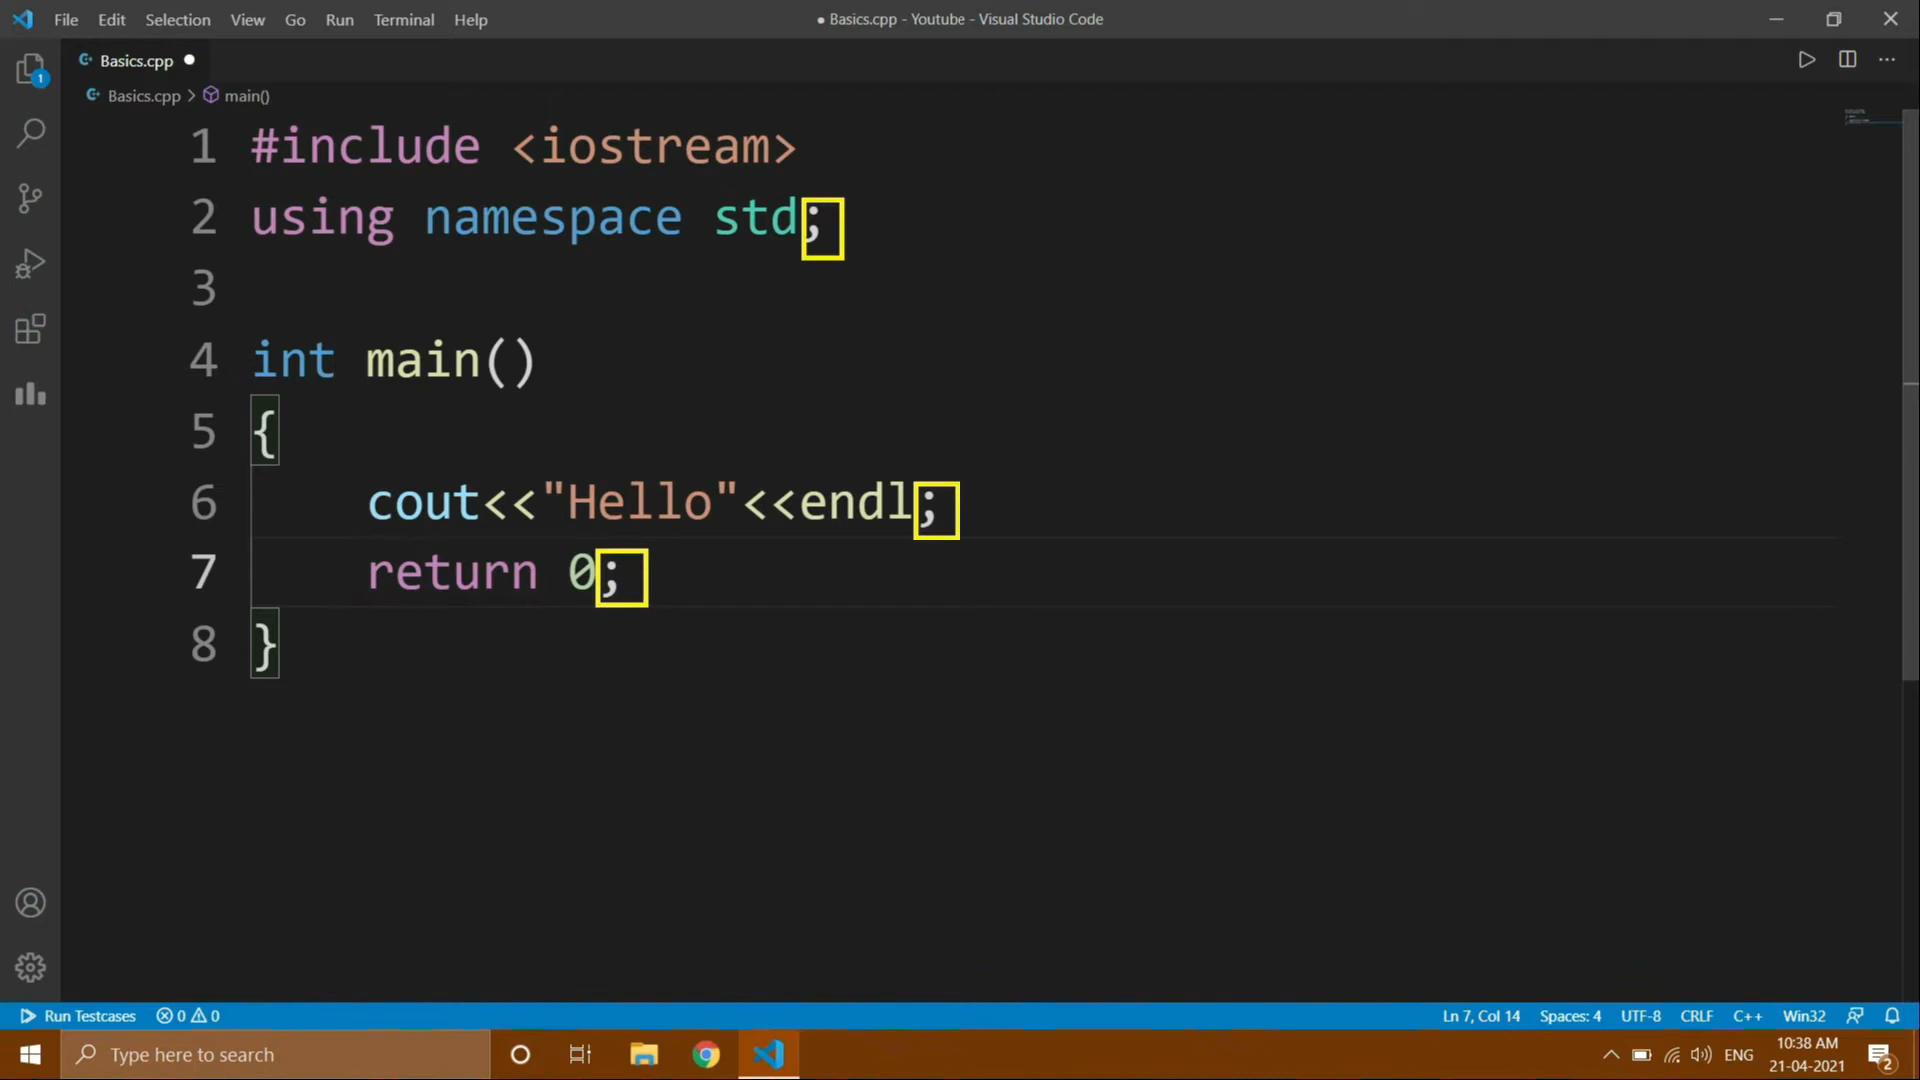 File Edit Selection View Go Run Terminal Help ● Basics.cpp - Youtube - Visual Studio Code
Basics.cpp
1
Basics.cpp > main()
1 #include <iostream>
2 using namespace std;
3
4 int main()
5 {
6 cout<<"Hello"<<endl;
7 return 0;
8 }
Run Testcases 0 0 Ln 7, Col 14 Spaces: 4 UTF-8 CRLF C++ Win32
Type here to search ENG 10:38 AM
21-04-2021 2